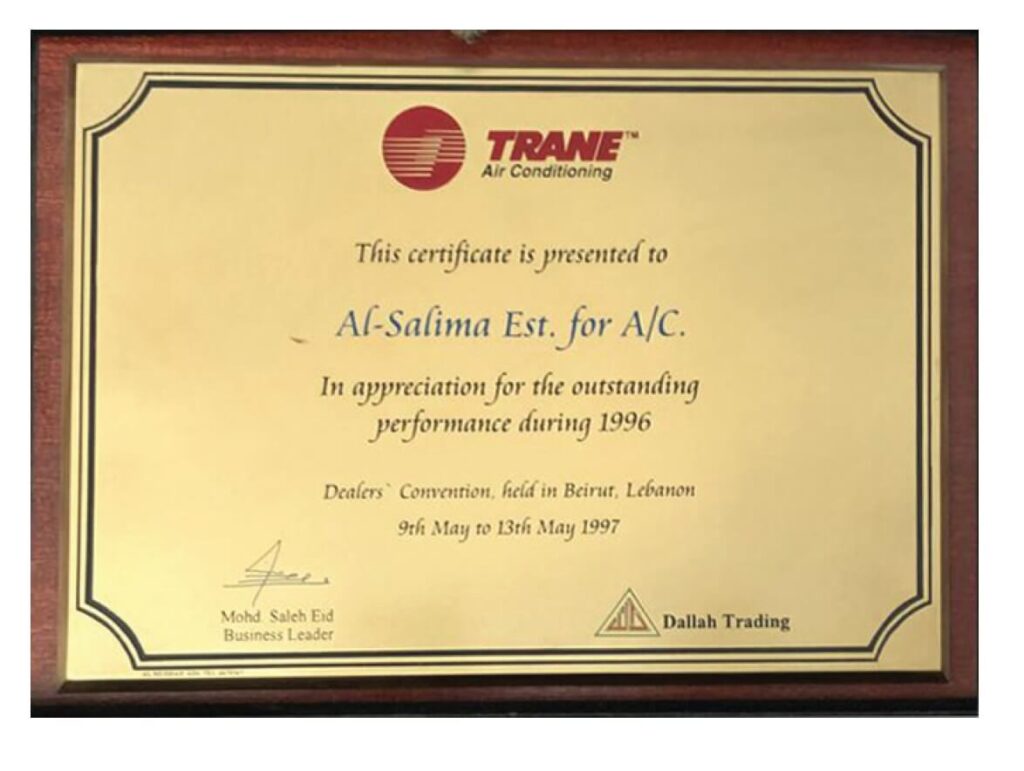 TRANE™
Air Conditioning
This certificate is presented to
Al-Salima Est. for A/C.
In appreciation for the outstanding
performance during 1996
Dealers` Convention, held in Beirut, Lebanon
9th May to 13th May 1997
Mohd. Saleh Eid
Business Leader
Dallah Trading